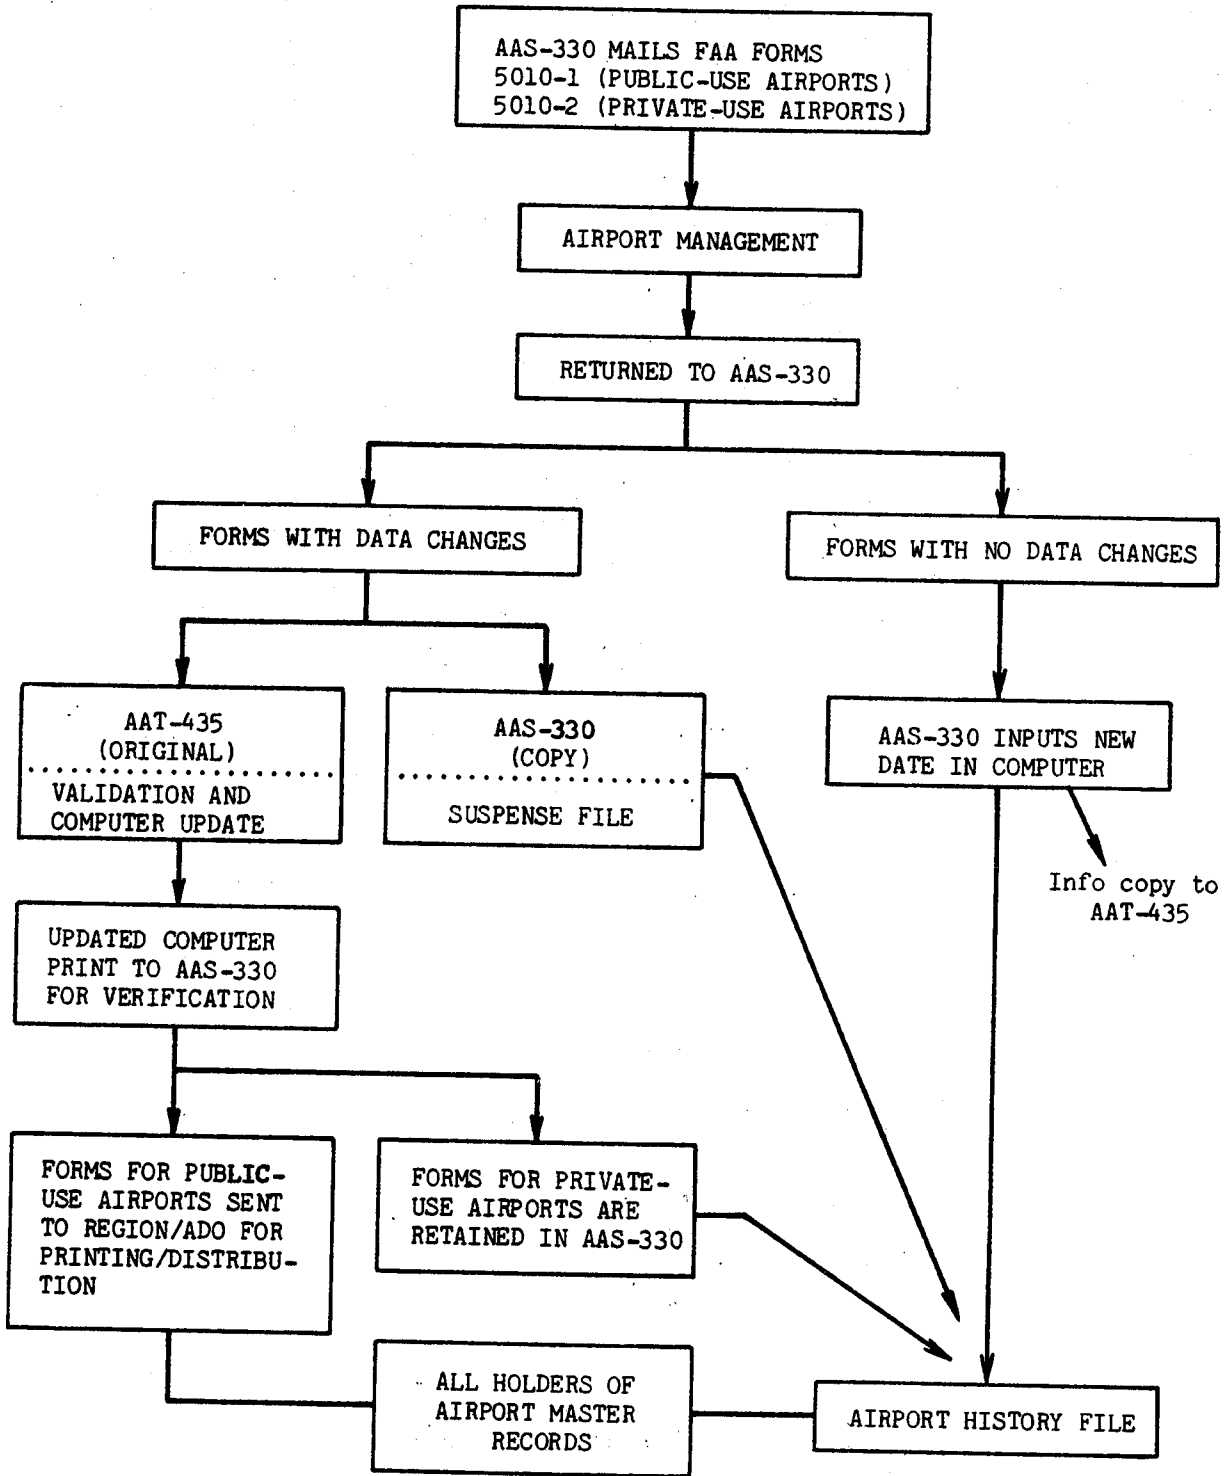 AAS-330 MAILS FAA FORMS
5010-1 (PUBLIC-USE AIRPORTS)
5010-2 (PRIVATE-USE AIRPORTS)
AIRPORT MANAGEMENT
RETURNED TO AAS-330
FORMS WITH DATA CHANGES
FORMS WITH NO DATA CHANGES
AAT-435
(ORIGINAL)
VALIDATION AND
COMPUTER UPDATE
AAS-330
(COPY)
SUSPENSE FILE
AAS-330 INPUTS NEW
DATE IN COMPUTER
Info copy to
AAT-435
UPDATED COMPUTER
PRINT TO AAS-330
FOR VERIFICATION
FORMS FOR PUBLIC-
USE AIRPORTS SENT
TO REGION/ADO FOR
PRINTING/DISTRIBU-
TION
FORMS FOR PRIVATE-
USE AIRPORTS ARE
RETAINED IN AAS-330
ALL HOLDERS OF
AIRPORT MASTER
RECORDS
AIRPORT HISTORY FILE